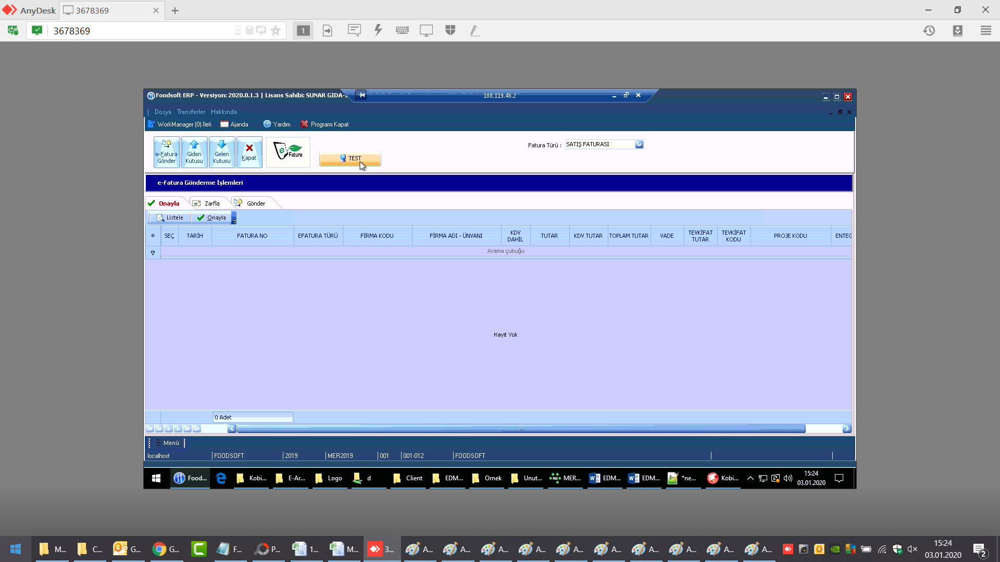 AnyDesk 3678369
3678369
1
Foodsoft ERP - Versiyon: 2020.0.1.3 | Lisans Sahibi: SUNAR GIDA-
188.119.46.2
Dosya Transferler Hakkında
WorkManager (0) İleti Ajanda Yardım Programı Kapat
e-Fatura Gönder
Giden Kutusu
Gelen Kutusu
Kapat
e Fatura
TEST
Fatura Türü : SATIŞ FATURASI
e-Fatura Gönderme İşlemleri
Onayla Zarfla Gönder
Listele Onayla
SEÇ TARİH FATURA NO EFATURA TÜRÜ FİRMA KODU FİRMA ADI - ÜNVANI KDV DAHİL TUTAR KDV TUTAR TOPLAM TUTAR VADE TEVKİFAT TUTAR TEVKİFAT KODU PROJE KODU ENTEG
Arama çubuğu
Kayıt Yok
0 Adet
Menü
localhost FOODSOFT 2019 MER2019 001 001-012 FOODSOFT
Food... Kobi... E-Ar... Logo d Client EDM... Ornek Unut... MER... EDM... EDM... *ne... Kobi... 15:24
03.01.2020
M... C... G... G... F... P... 1... M... 3... A... A... A... A... A... A... A... A... A... A... 15:24
03.01.2020
2